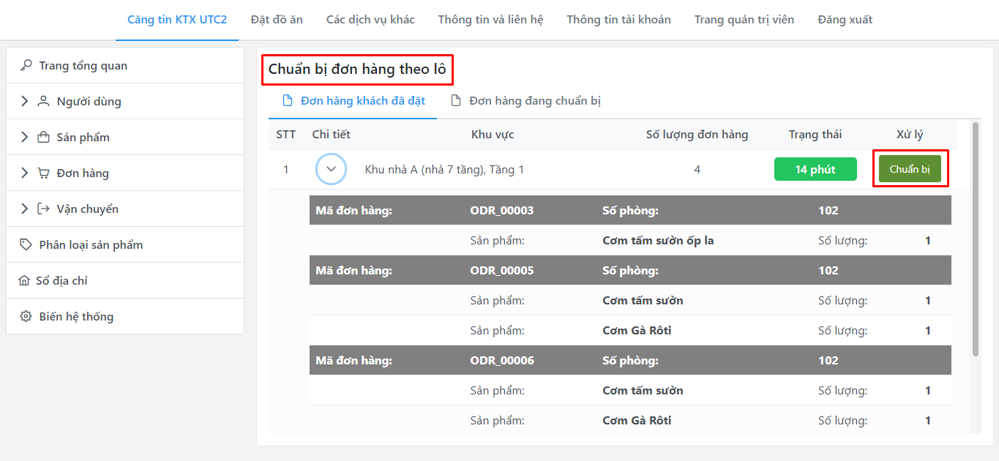 Căng tin KTX UTC2 Đặt đồ ăn Các dịch vụ khác Thông tin và liên hệ Thông tin tài khoản Trang quản trị viên Đăng xuất
Trang tổng quan
Người dùng
Sản phẩm
Đơn hàng
Vận chuyển
Phân loại sản phẩm
Sổ địa chỉ
Biến hệ thống
Chuẩn bị đơn hàng theo lô
Đơn hàng khách đã đặt Đơn hàng đang chuẩn bị
STT Chi tiết Khu vực Số lượng đơn hàng Trạng thái Xử lý
1 Khu nhà A (nhà 7 tầng), Tầng 1 4 14 phút Chuẩn bị
Mã đơn hàng: ODR_00003 Số phòng: 102
Sản phẩm: Cơm tấm sườn ốp la Số lượng: 1
Mã đơn hàng: ODR_00005 Số phòng: 102
Sản phẩm: Cơm tấm sườn Số lượng: 1
Sản phẩm: Cơm Gà Rôti Số lượng: 1
Mã đơn hàng: ODR_00006 Số phòng: 102
Sản phẩm: Cơm tấm sườn Số lượng: 1
Sản phẩm: Cơm Gà Rôti Số lượng: 1